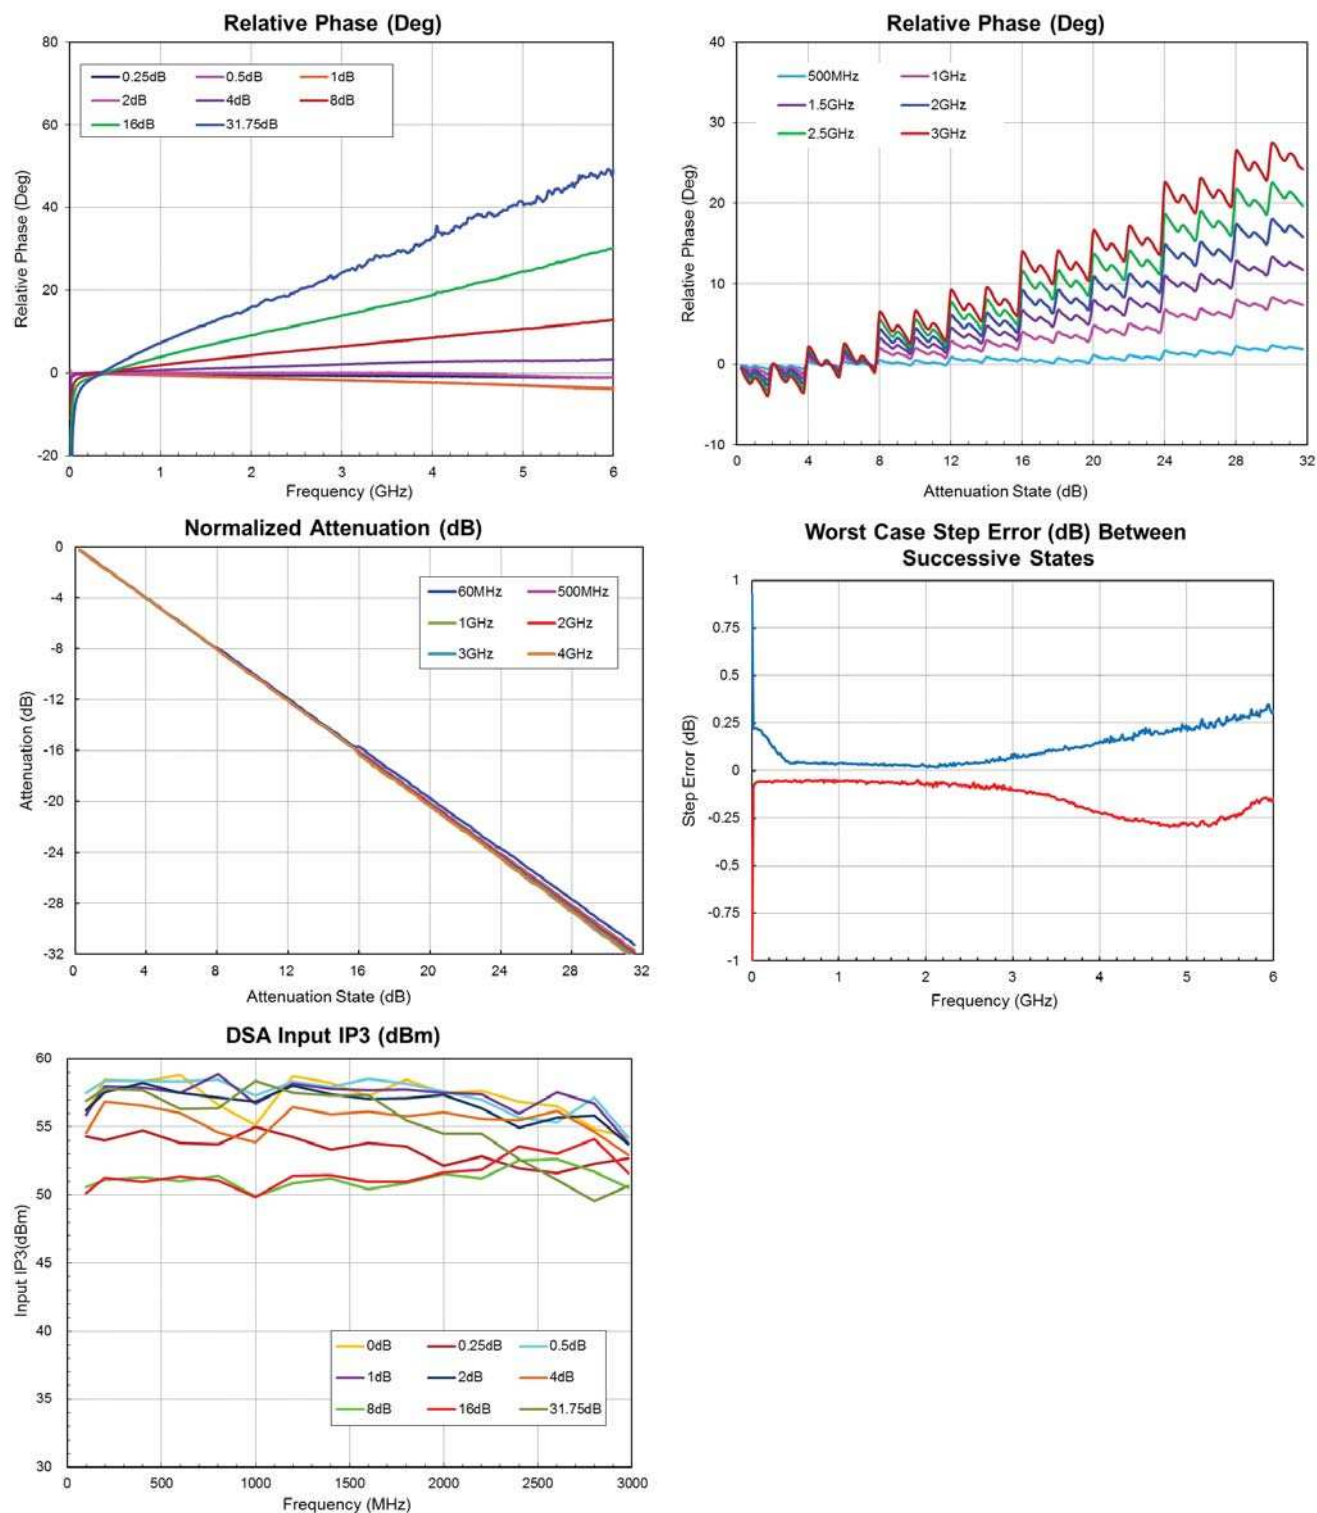 Relative Phase (Deg)
80
60
40
20
0
-20
Relative Phase (Deg)
0.25dB 0.5dB 1dB
2dB 4dB 8dB
16dB 31.75dB
0 1 2 3 4 5 6
Frequency (GHz)
Relative Phase (Deg)
40
30
20
10
0
-10
Relative Phase (Deg)
500MHz 1GHz
1.5GHz 2GHz
2.5GHz 3GHz
0 4 8 12 16 20 24 28 32
Attenuation State (dB)
Normalized Attenuation (dB)
0
-4
-8
-12
-16
-20
-24
-28
-32
Attenuation (dB)
60MHz 500MHz
1GHz 2GHz
3GHz 4GHz
0 4 8 12 16 20 24 28 32
Attenuation State (dB)
Worst Case Step Error (dB) Between
Successive States
1
0.75
0.5
0.25
0
-0.25
-0.5
-0.75
-1
Step Error (dB)
0 1 2 3 4 5 6
Frequency (GHz)
DSA Input IP3 (dBm)
60
55
50
45
40
35
30
Input IP3(dBm)
0dB 0.25dB 0.5dB
1dB 2dB 4dB
8dB 16dB 31.75dB
0 500 1000 1500 2000 2500 3000
Frequency (MHz)